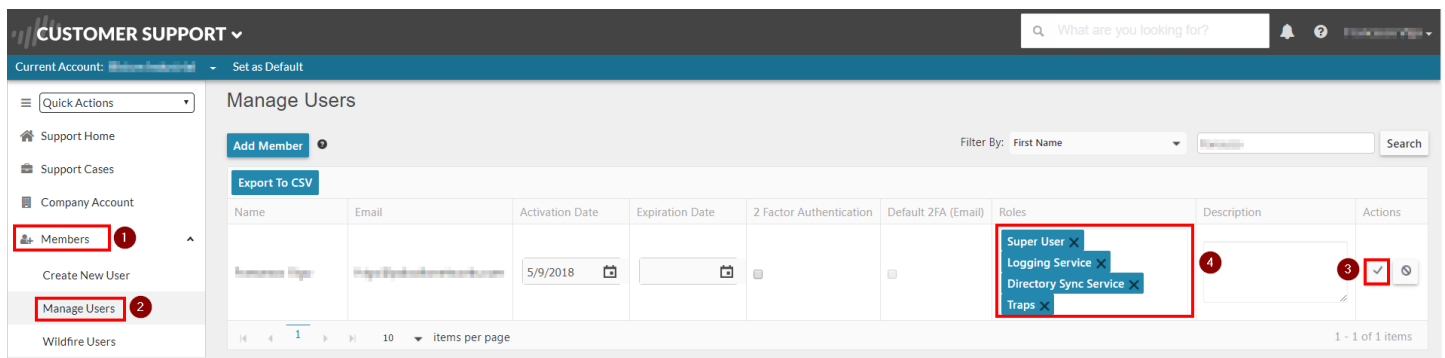 CUSTOMER SUPPORT
What are you looking for?
Current Account:
Set as Default
Quick Actions
Manage Users
Support Home
Add Member
Filter By: First Name
Search
Support Cases
Export To CSV
Company Account
Name Email Activation Date Expiration Date 2 Factor Authentication Default 2FA (Email) Roles Description Actions
Members 1
Super User
Logging Service
Directory Sync Service
Traps
5/9/2018
4
3
Create New User
Manage Users 2
Wildfire Users
1 10 items per page
1 - 1 of 1 items